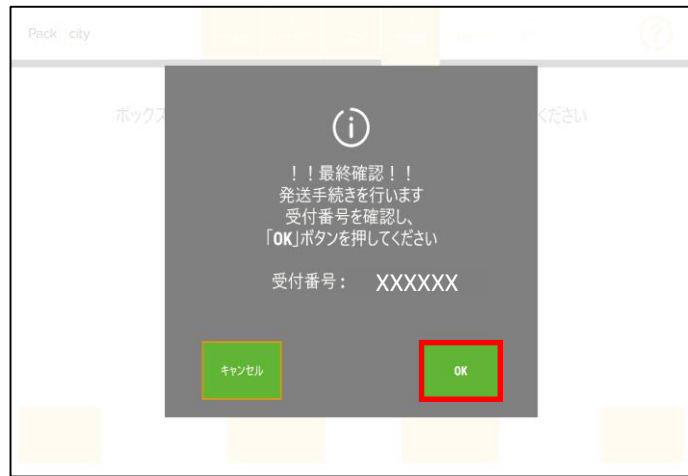 Pack city
ボックス
ください
！！最終確認！！
発送手続きを行います
受付番号を確認し、
「OK」ボタンを押してください
受付番号： XXXXXX
キャンセル
OK